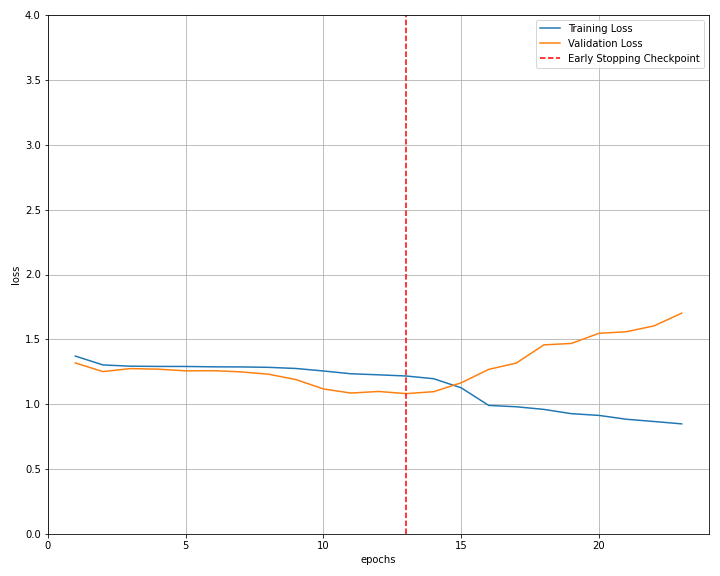 4.0
3.5
3.0
2.5
2.0
1.5
1.0
0.5
0.0
loss
0 5 10 15 20
epochs
Training Loss
Validation Loss
Early Stopping Checkpoint